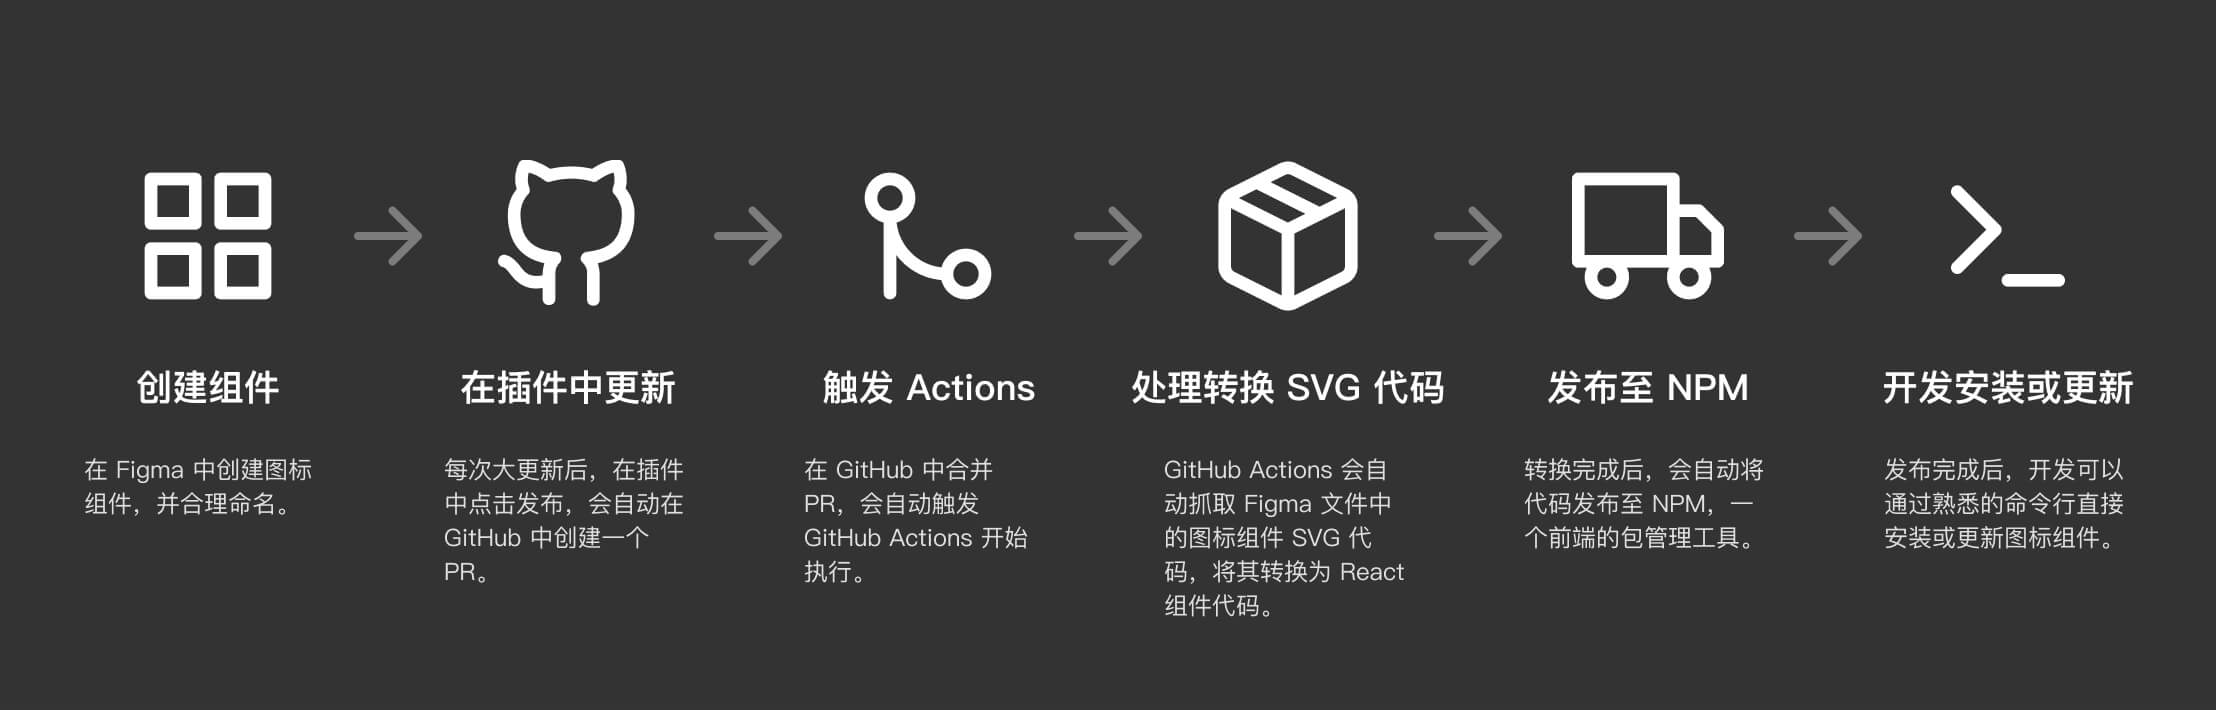 创建组件
在 Figma 中创建图标
组件，并合理命名。
在插件中更新
每次大更新后，在插件
中点击发布，会自动在
GitHub 中创建一个
PR。
触发 Actions
在 GitHub 中合并
PR，会自动触发
GitHub Actions 开始
执行。
处理转换 SVG 代码
GitHub Actions 会自
动抓取 Figma 文件中
的图标组件 SVG 代
码，将其转换为 React
组件代码。
发布至 NPM
转换完成后，会自动将
代码发布至 NPM，一
个前端的包管理工具。
开发安装或更新
发布完成后，开发可以
通过熟悉的命令行直接
安装或更新图标组件。